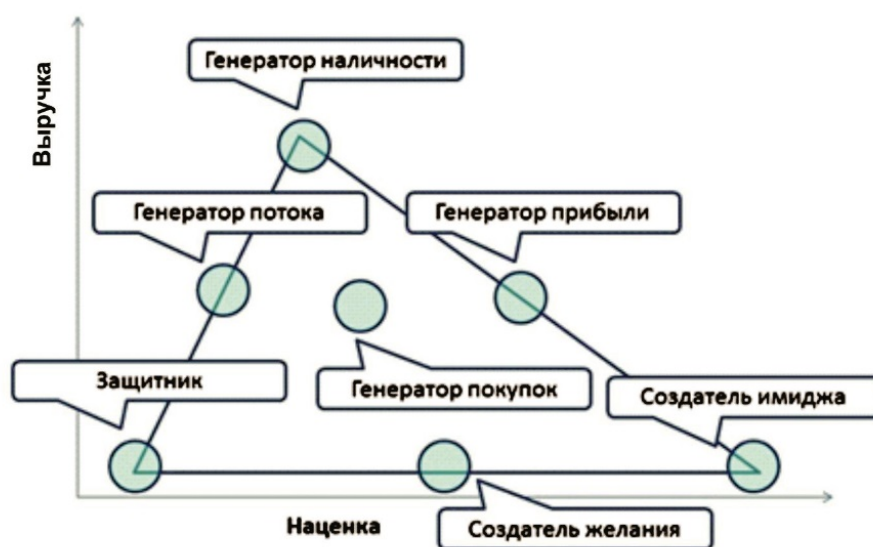 Генератор наличности
Выручка
Генератор потока
Генератор прибыли
Защитник
Генератор покупок
Создатель имиджа
Наценка
Создатель желания